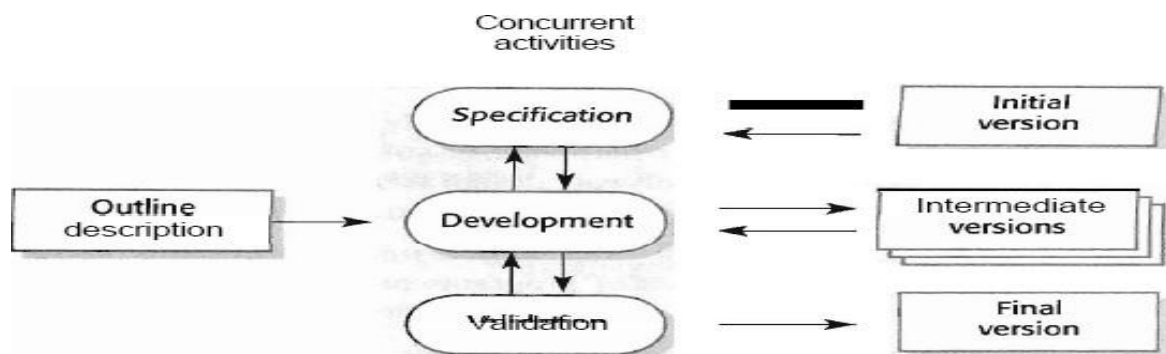 Concurrent
activities
Specification
Initial
version
Outline
description
Development
Intermediate
versions
Validation
Final
version